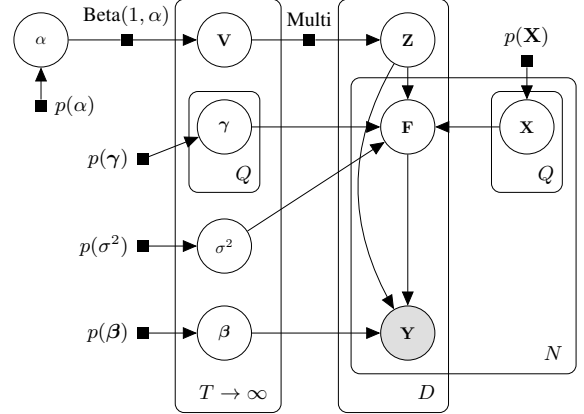 Beta(1, α)
Multi
α
V
Z
p(X)
p(α)
γ
F
X
p(γ)
Q
Q
p(σ²)
σ²
p(β)
β
Y
N
T → ∞
D